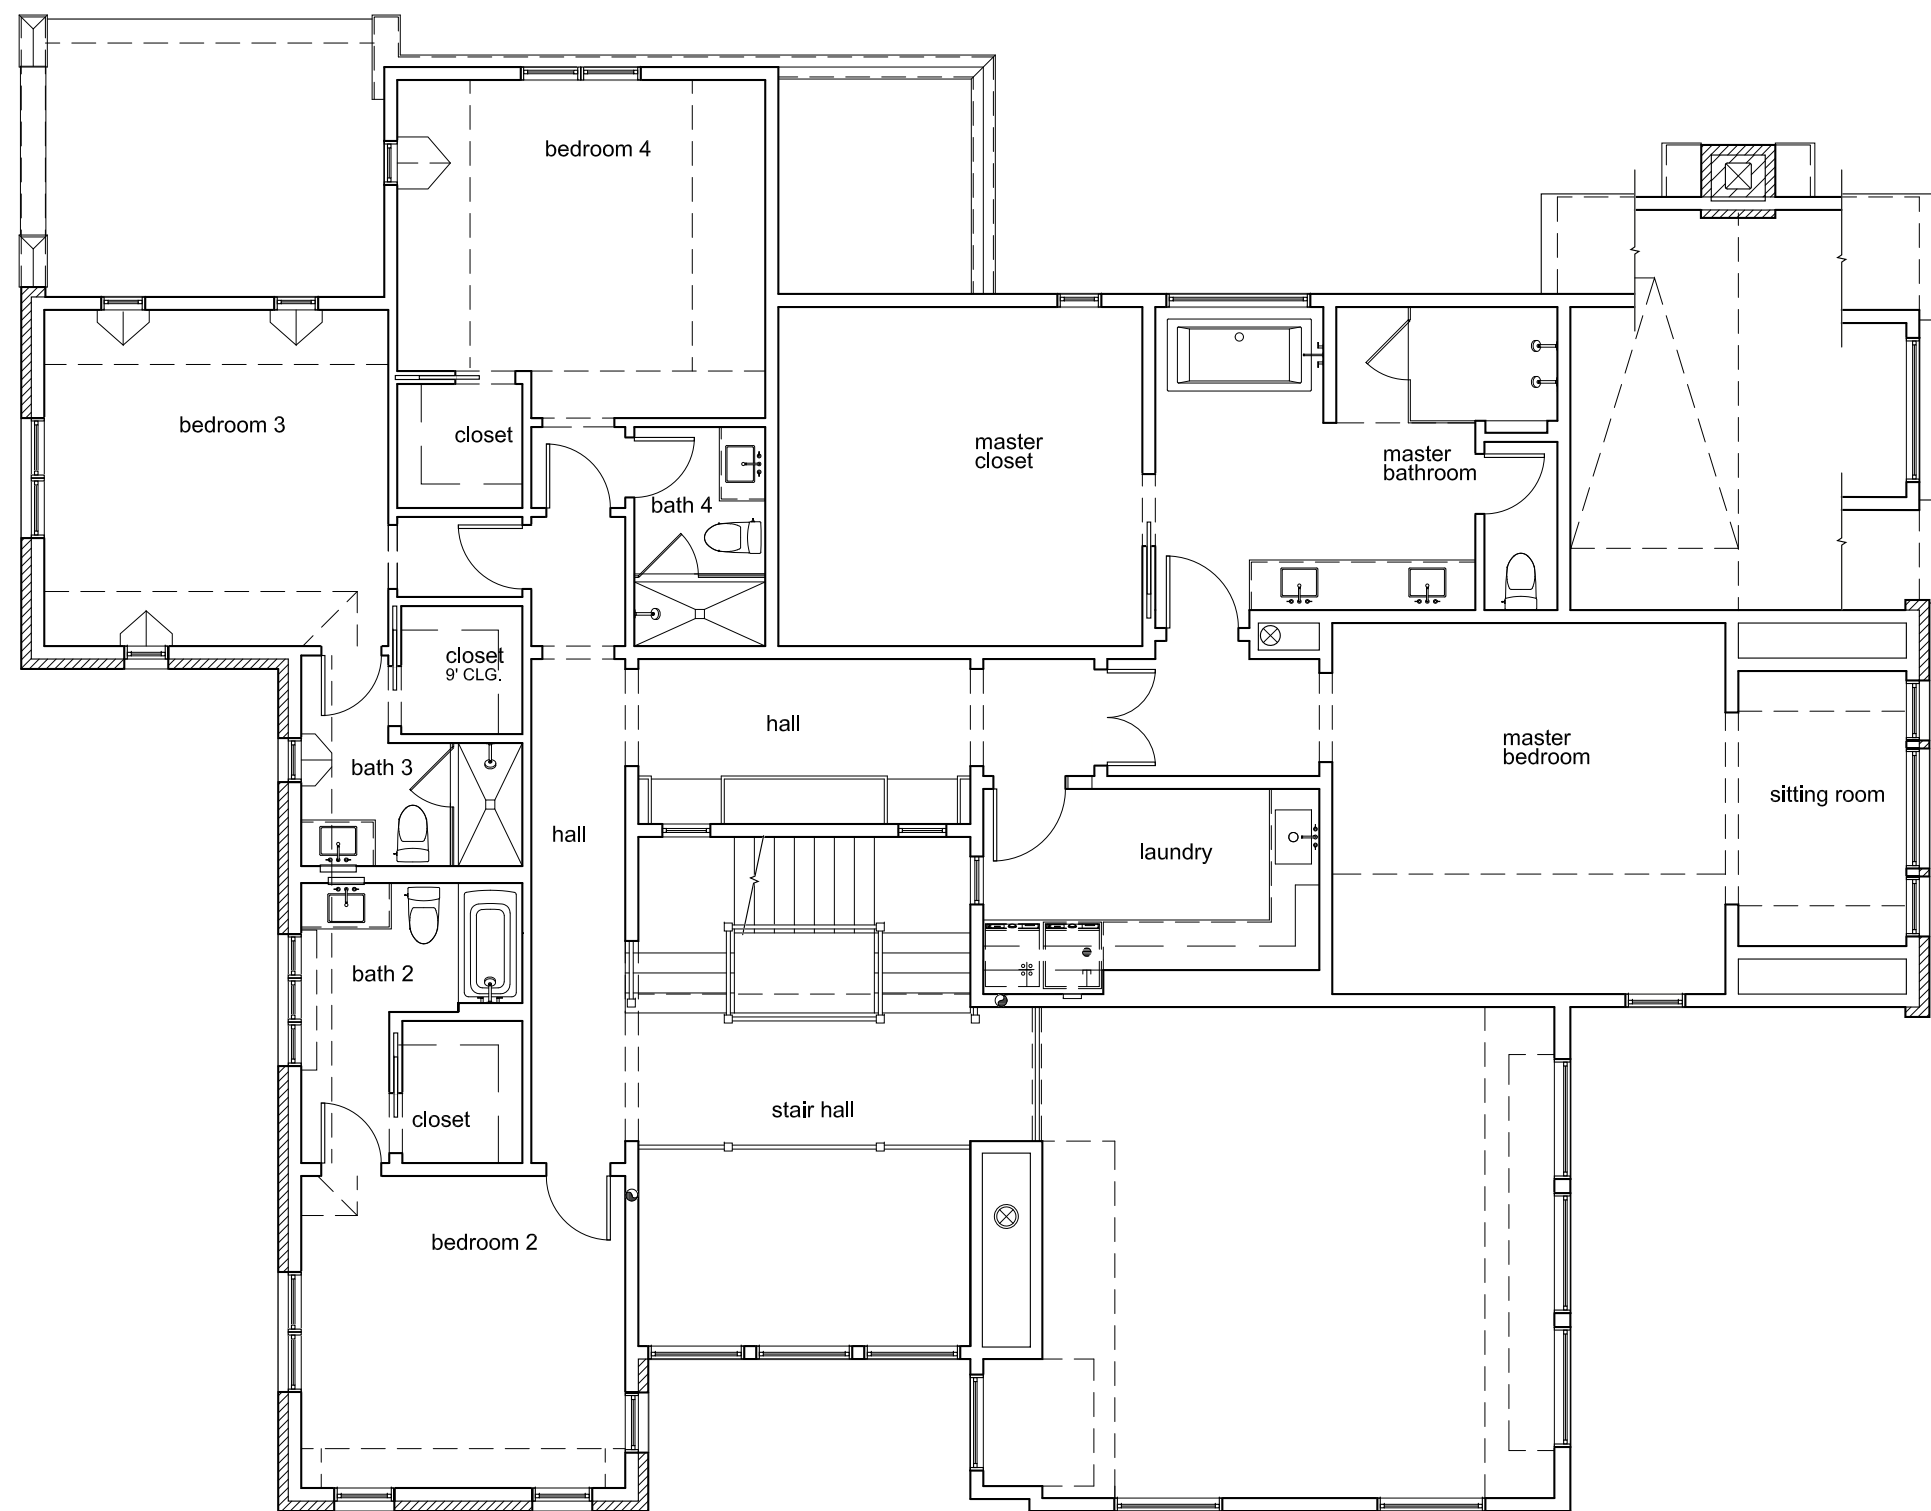 bedroom 4
bedroom 3
closet
master
closet
master
bathroom
bath 4
closet
9' CLG.
hall
master
bedroom
bath 3
sitting room
hall
laundry
bath 2
stair hall
closet
bedroom 2